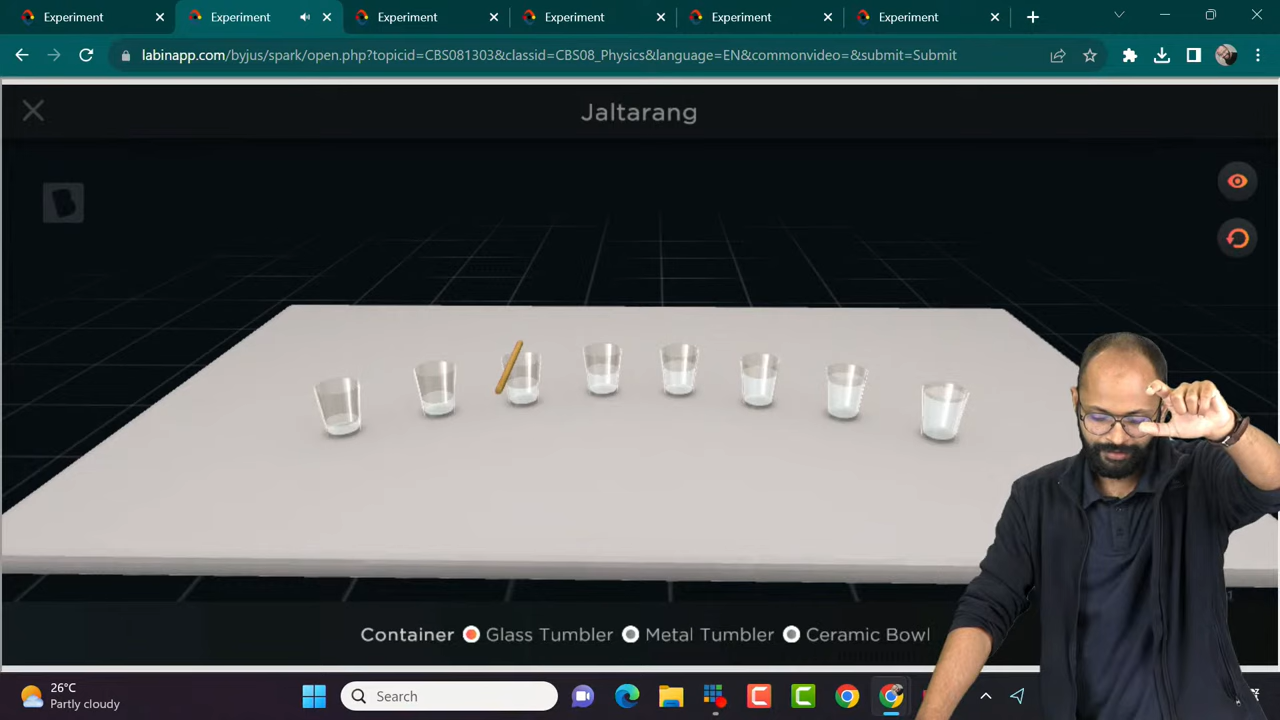 Experiment
Experiment
Experiment
Experiment
Experiment
Experiment
labinapp.com/byjus/spark/open.php?topicid=CBS081303&classid=CBS08_Physics&language=EN&commonvideo=&submit=Submit
Jaltarang
Container Glass Tumbler Metal Tumbler Ceramic Bowl
26°C
Partly cloudy
Search